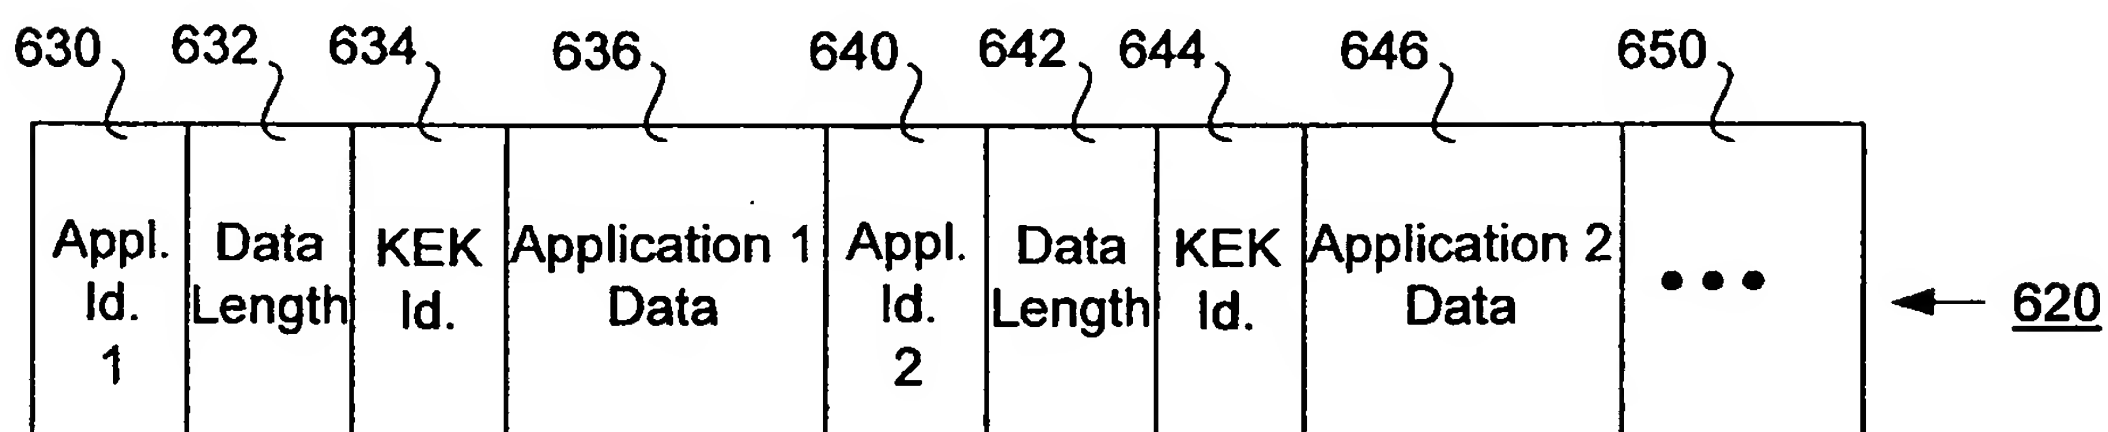 630 632 634 636 640 642 644 646 650
Appl. Id. 1
Data Length
KEK Id.
Application 1 Data
Appl. Id. 2
Data Length
KEK Id.
Application 2 Data
•••
620